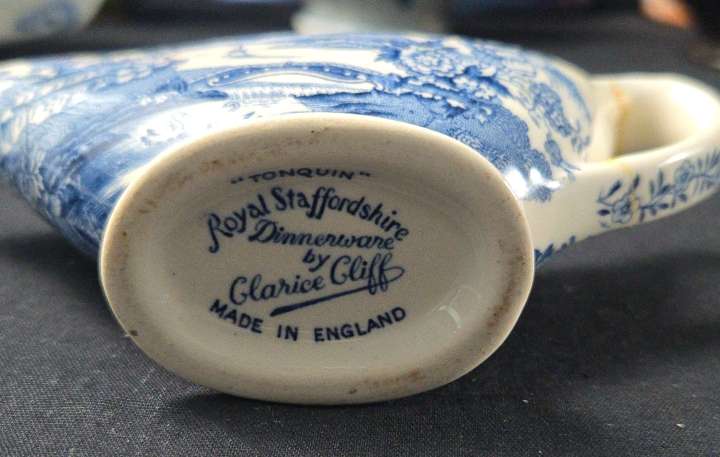 "TONQUIN"
Royal Staffordshire
Dinnerware
by
Clarice Cliff
MADE IN ENGLAND